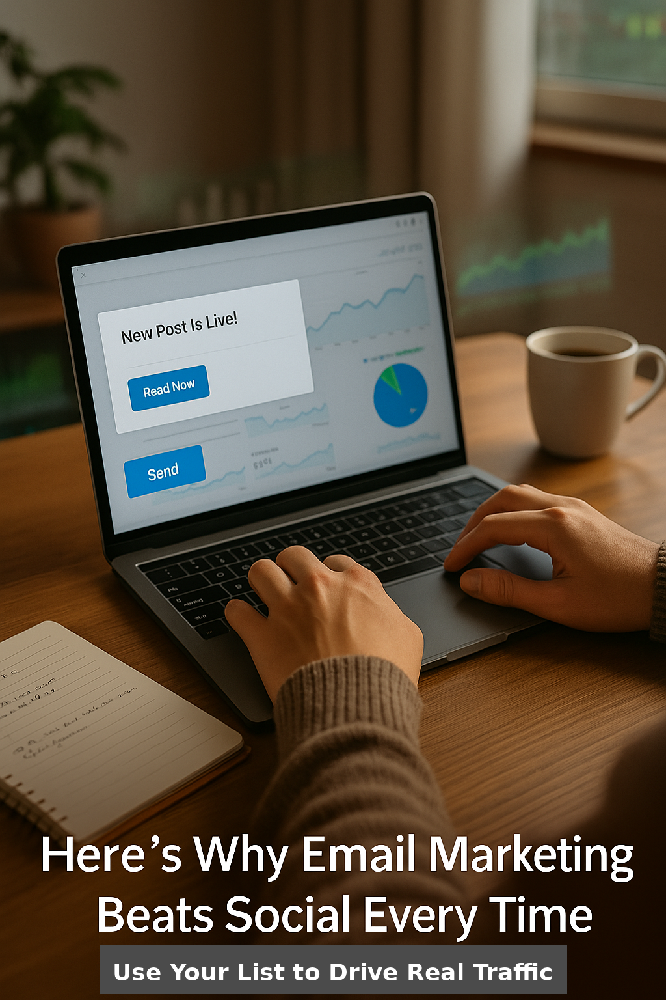 New Post Is Live!
Read Now
Send
Here's Why Email Marketing
Beats Social Every Time
Use Your List to Drive Real Traffic